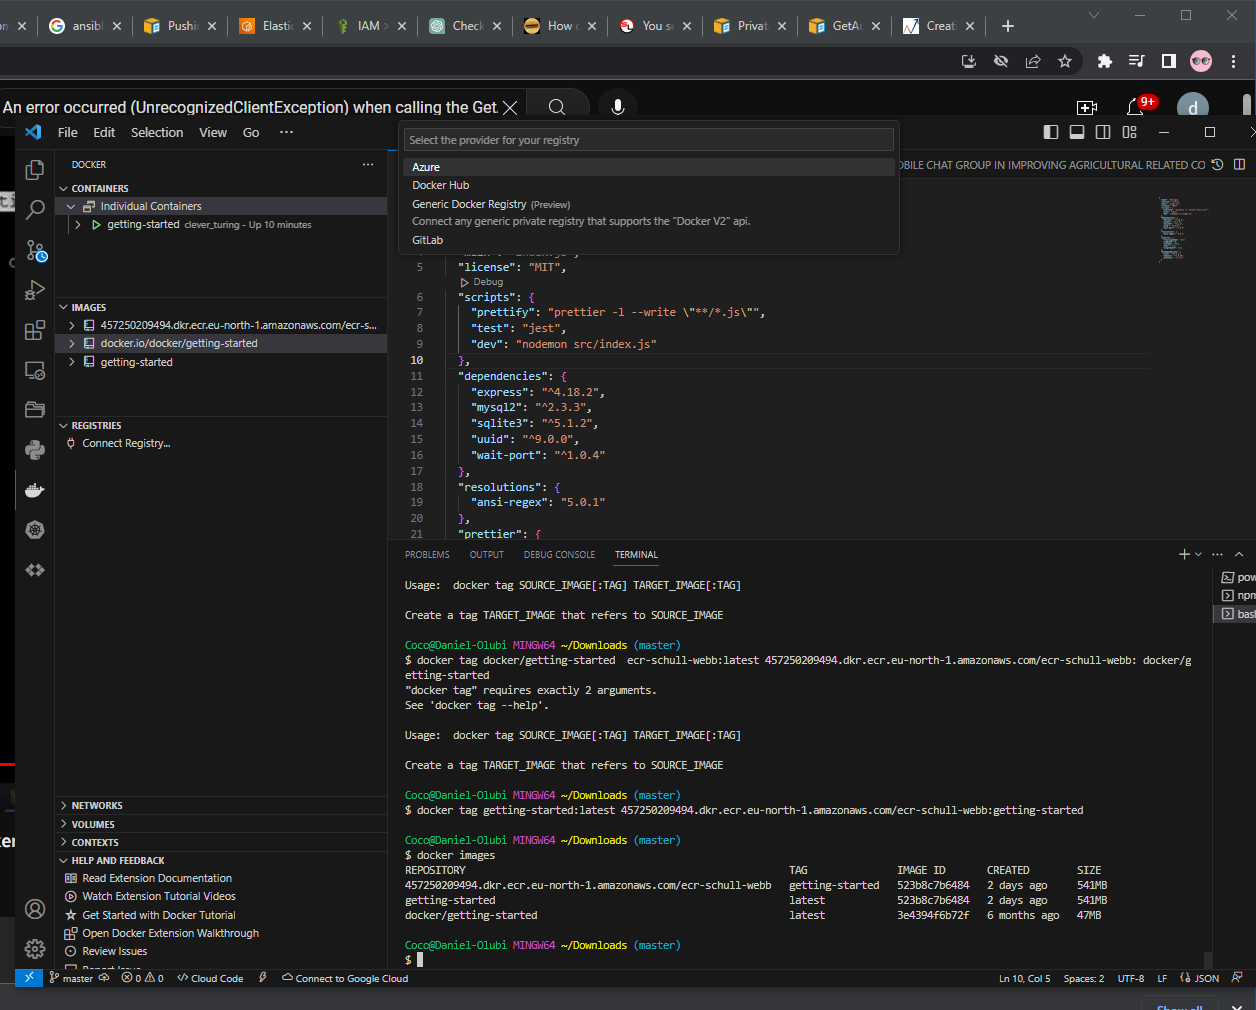 ansibl
Pushin
Elastic
IAM >
Check
How c
You se
Privat
GetAu
Creati
An error occurred (UnrecognizedClientException) when calling the Get.
9+
d
File Edit Selection View Go ···
Select the provider for your registry
Azure
Docker Hub
Generic Docker Registry (Preview)
Connect any generic private registry that supports the "Docker V2" api.
GitLab
OBILE CHAT GROUP IN IMPROVING AGRICULTURAL RELATED CO
DOCKER
CONTAINERS
Individual Containers
getting-started clever_turing - Up 10 minutes
IMAGES
457250209494.dkr.ecr.eu-north-1.amazonaws.com/ecr-s...
docker.io/docker/getting-started
getting-started
REGISTRIES
Connect Registry...
NETWORKS
VOLUMES
CONTEXTS
HELP AND FEEDBACK
Read Extension Documentation
Watch Extension Tutorial Videos
Get Started with Docker Tutorial
Open Docker Extension Walkthrough
Review Issues
5 "license": "MIT",
Debug
6 "scripts": {
7 "prettify": "prettier -l --write \"**/*.js\"",
8 "test": "jest",
9 "dev": "nodemon src/index.js"
10 },
11 "dependencies": {
12 "express": "^4.18.2",
13 "mysql2": "^2.3.3",
14 "sqlite3": "^5.1.2",
15 "uuid": "^9.0.0",
16 "wait-port": "^1.0.4"
17 },
18 "resolutions": {
19 "ansi-regex": "5.0.1"
20 },
21 "prettier": {
PROBLEMS OUTPUT DEBUG CONSOLE TERMINAL
pow
npm
bash
Usage: docker tag SOURCE_IMAGE[:TAG] TARGET_IMAGE[:TAG]
Create a tag TARGET_IMAGE that refers to SOURCE_IMAGE
Coco@Daniel-Olubi MINGW64 ~/Downloads (master)
$ docker tag docker/getting-started ecr-schull-webb:latest 457250209494.dkr.ecr.eu-north-1.amazonaws.com/ecr-schull-webb: docker/g
etting-started
"docker tag" requires exactly 2 arguments.
See 'docker tag --help'.
Usage: docker tag SOURCE_IMAGE[:TAG] TARGET_IMAGE[:TAG]
Create a tag TARGET_IMAGE that refers to SOURCE_IMAGE
Coco@Daniel-Olubi MINGW64 ~/Downloads (master)
$ docker tag getting-started:latest 457250209494.dkr.ecr.eu-north-1.amazonaws.com/ecr-schull-webb:getting-started
Coco@Daniel-Olubi MINGW64 ~/Downloads (master)
$ docker images
REPOSITORY TAG IMAGE ID CREATED SIZE
457250209494.dkr.ecr.eu-north-1.amazonaws.com/ecr-schull-webb getting-started 523b8c7b6484 2 days ago 541MB
getting-started latest 523b8c7b6484 2 days ago 541MB
docker/getting-started latest 3e4394f6b72f 6 months ago 47MB
Coco@Daniel-Olubi MINGW64 ~/Downloads (master)
$
master 0 0 Cloud Code Connect to Google Cloud
Ln 10, Col 5 Spaces: 2 UTF-8 LF {} JSON
Show all